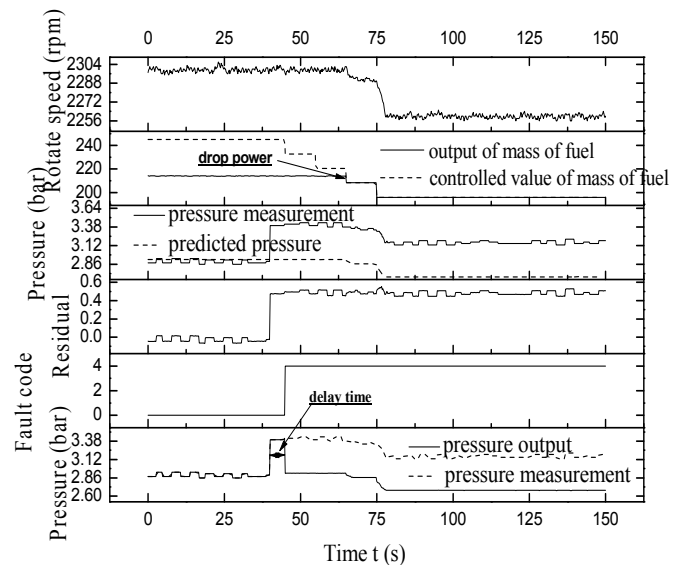 0 25 50 75 100 125 150
Rotate speed (rpm)
2304
2288
2272
2256
240
220
200
drop power
output of mass of fuel
controlled value of mass of fuel
Pressure (bar)
3.64
3.38
3.12
2.86
pressure measurement
predicted pressure
Residual
0.6
0.4
0.2
0.0
Fault code
4
2
0
delay time
Pressure (bar)
3.38
3.12
2.86
2.60
pressure output
pressure measurement
0 25 50 75 100 125 150
Time t (s)